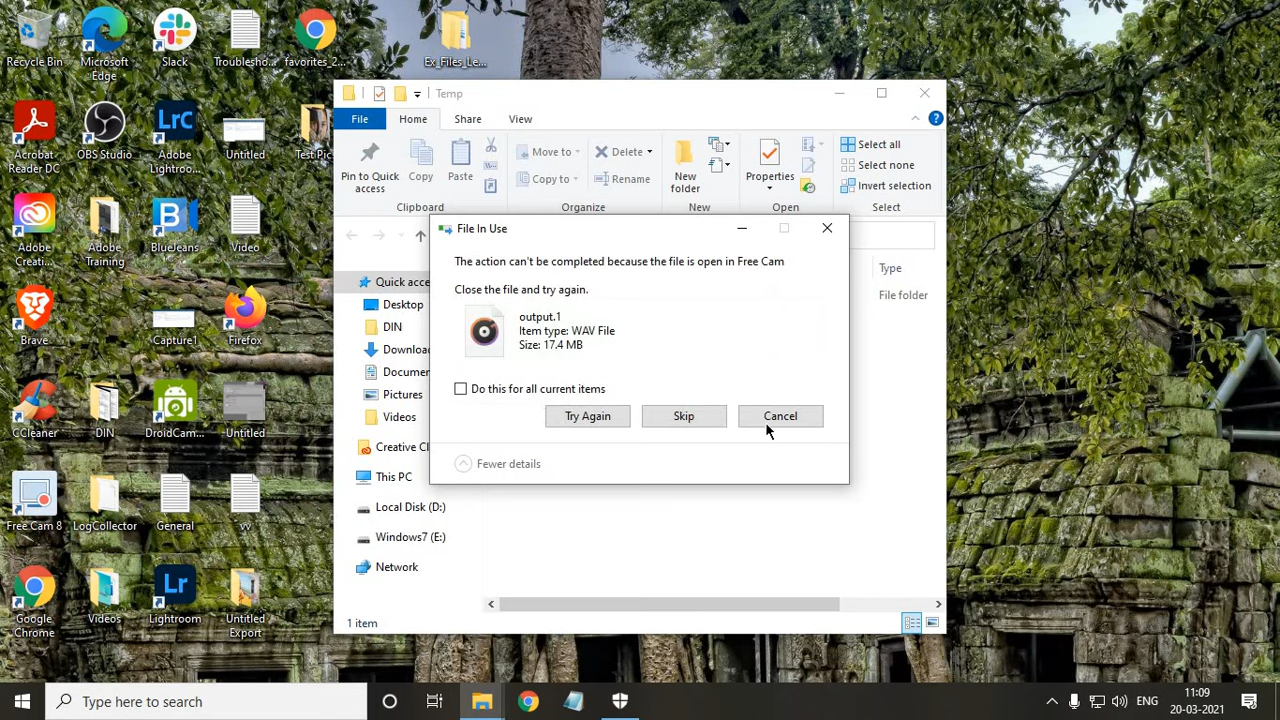 Recycle Bin
Microsoft
Edge
Slack
Troublesho...
favorites_2...
Ex_Files_Le...
Acrobat
Reader DC
OBS Studio
Adobe
Lightroom...
Untitled
Test Pic
Adobe
Creati...
Adobe
Training
BlueJeans
Video
Brave
Capture1
Firefox
CCleaner
DIN
DroidCam...
Untitled
Free Cam 8
LogCollector
General
vv
Google
Chrome
Videos
Lightroom
Untitled
Export
Temp
File
Home
Share
View
Pin to Quick
access
Copy
Paste
Clipboard
Move to
Copy to
Delete
Rename
Organize
New
folder
New
Properties
Open
Select all
Select none
Invert selection
Select
Quick acce
Desktop
DIN
Downloa
Documer
Pictures
Videos
Creative Cl
This PC
Local Disk (D:)
Windows7 (E:)
Network
1 item
Type
File folder
File In Use
The action can't be completed because the file is open in Free Cam
Close the file and try again.
output.1
Item type: WAV File
Size: 17.4 MB
Do this for all current items
Try Again
Skip
Cancel
Fewer details
Type here to search
ENG
11:09
20-03-2021